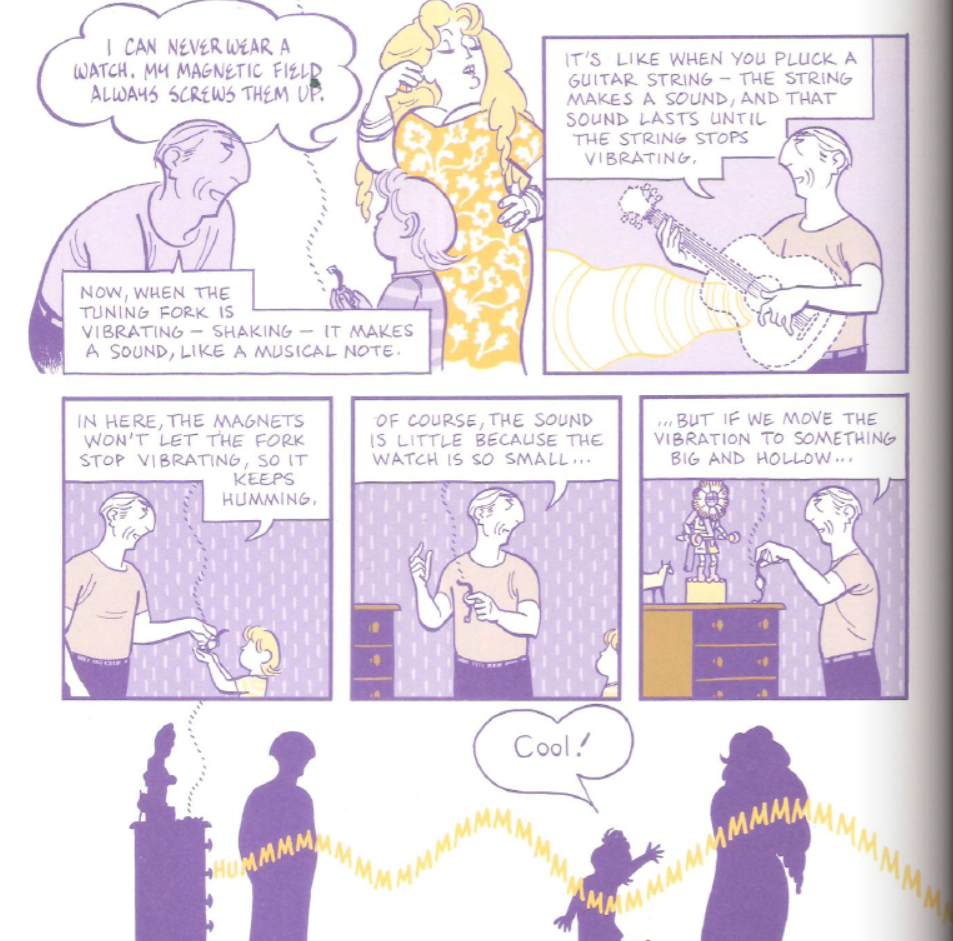 I CAN NEVER WEAR A
WATCH. MY MAGNETIC FIELD
ALWAYS SCREWS THEM UP.
NOW, WHEN THE
TUNING FORK IS
VIBRATING – SHAKING – IT MAKES
A SOUND, LIKE A MUSICAL NOTE.
IT'S LIKE WHEN YOU PLUCK A
GUITAR STRING – THE STRING
MAKES A SOUND, AND THAT
SOUND LASTS UNTIL
THE STRING STOPS
VIBRATING.
IN HERE, THE MAGNETS
WON'T LET THE FORK
STOP VIBRATING, SO IT
KEEPS
HUMMING.
OF COURSE, THE SOUND
IS LITTLE BECAUSE THE
WATCH IS SO SMALL...
...BUT IF WE MOVE THE
VIBRATION TO SOMETHING
BIG AND HOLLOW...
Cool!
HUMMMMMMMMMMMMMMMMMMMMMMMMMMMMMMMMMMMMMMMM